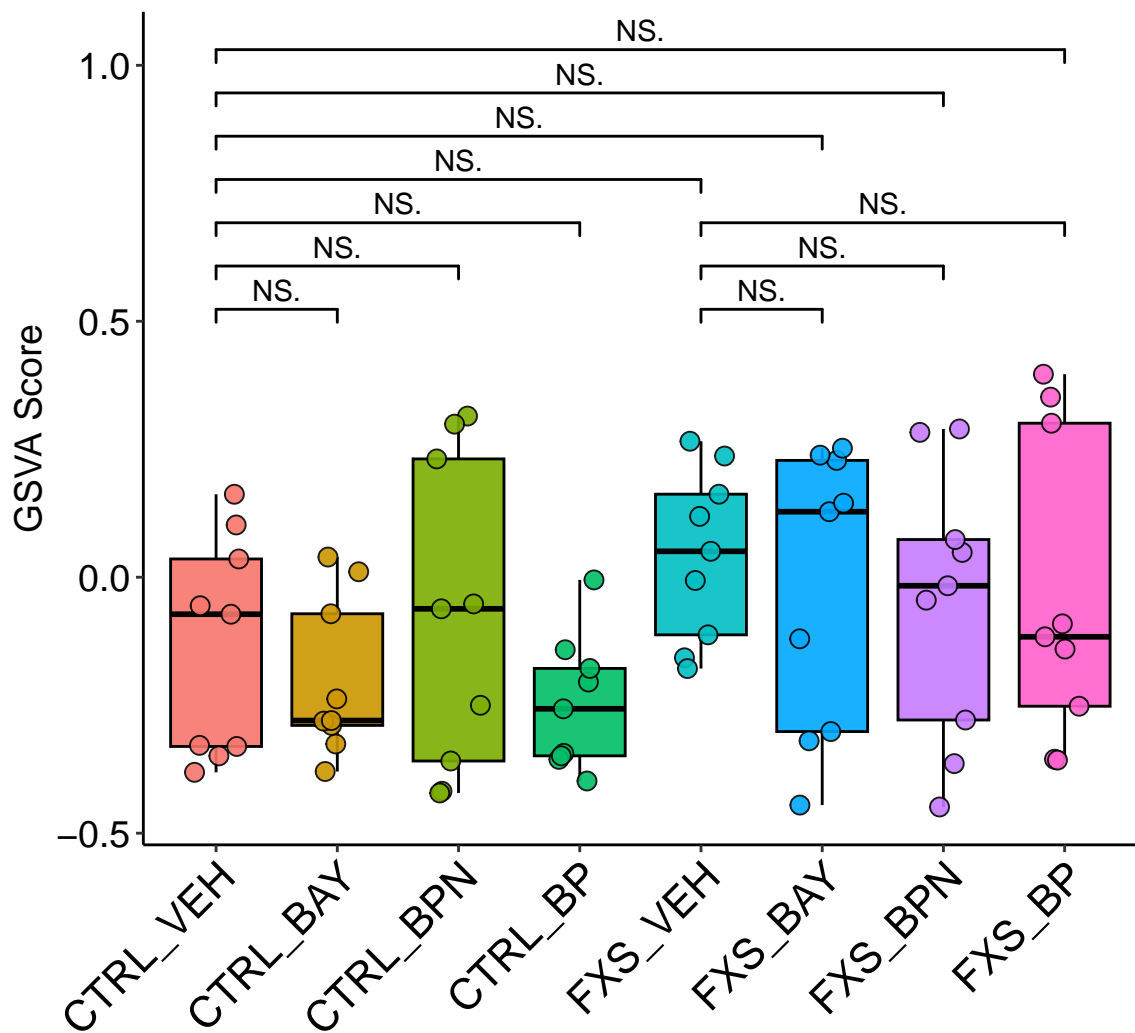 NS.
1.0
NS.
NS.
NS.
NS. NS.
NS. NS.
NS. NS.
0.5
GSVA Score
0.0
−0.5
CTRL_VEH
CTRL_BAY
CTRL_BPN
CTRL_BP
FXS_VEH
FXS_BAY
FXS_BPN
FXS_BP